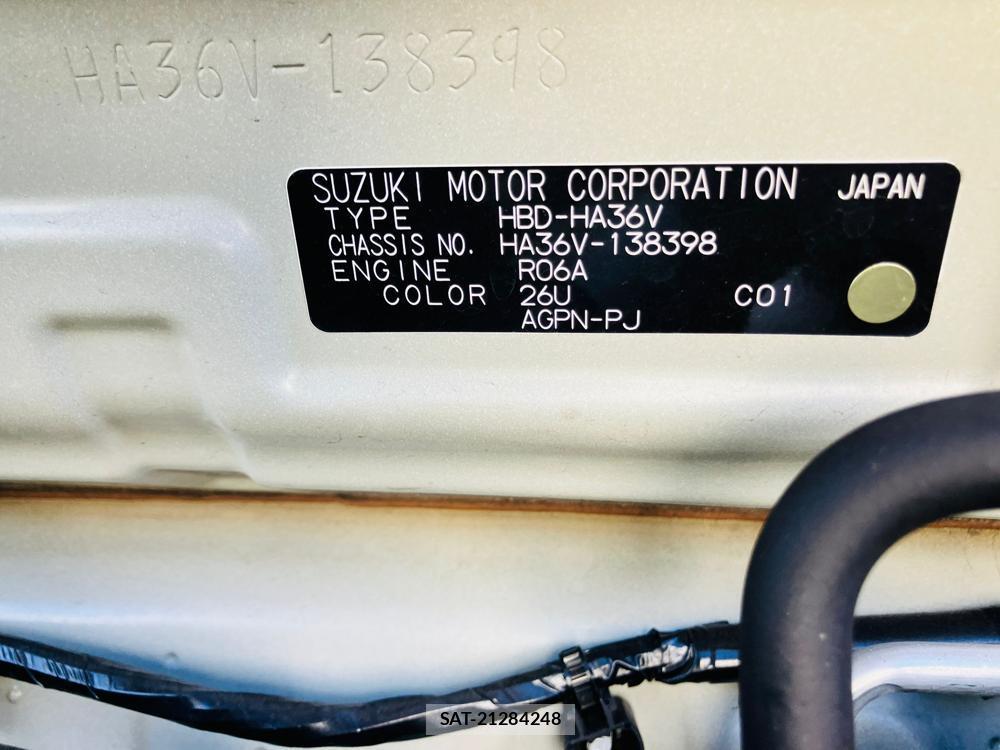 HA36V-138398
SUZUKI MOTOR CORPORATION JAPAN
TYPE HBD-HA36V
CHASSIS NO. HA36V-138398
ENGINE R06A
COLOR 26U C01
AGPN-PJ
SAT-21284248